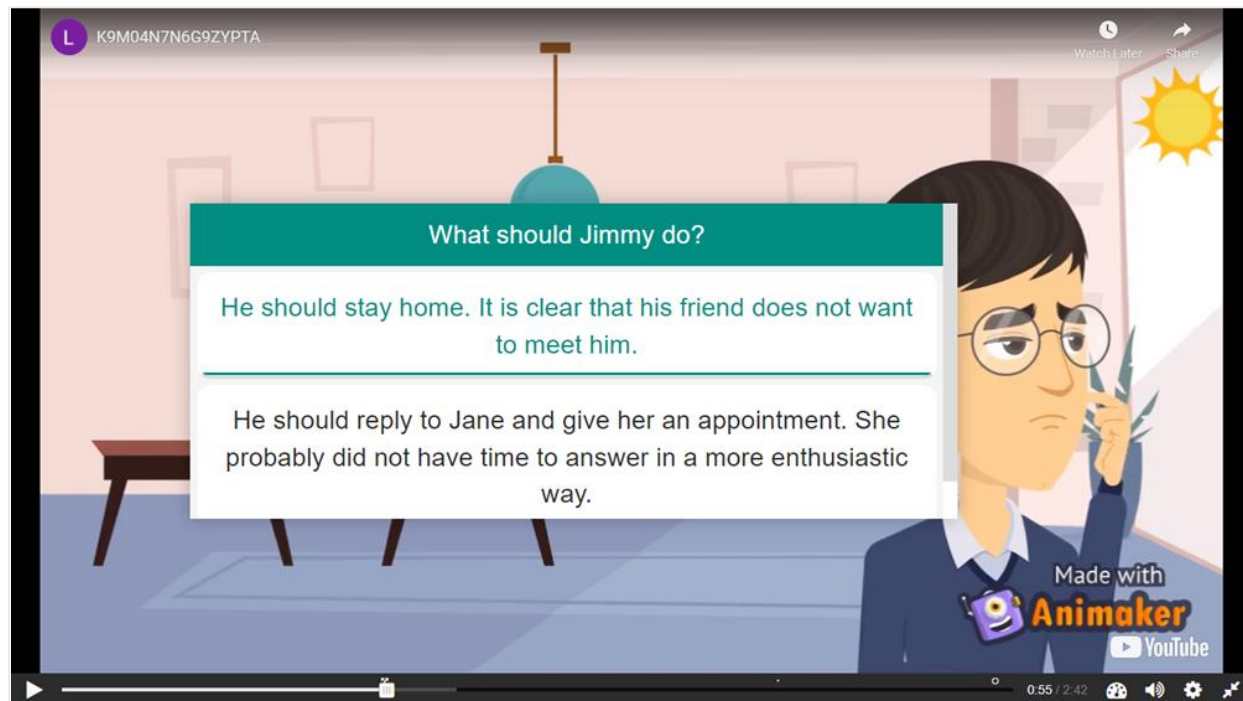 L K9M04N7N6G9ZYPTA
Watch Later Share
What should Jimmy do?
He should stay home. It is clear that his friend does not want
to meet him.
He should reply to Jane and give her an appointment. She
probably did not have time to answer in a more enthusiastic
way.
Made with
Animaker
YouTube
0:55 / 2:42